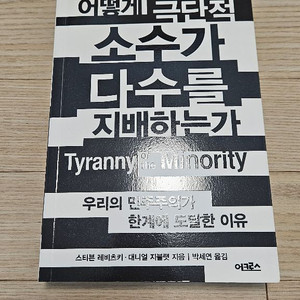 어떻게 극단적
소수가
다수를
지배하는가
Tyranny Minority
우리의 민주주의가
한계에 도달한 이유
스티븐 레비츠키·대니얼 지블랫 지음 | 박세연 옮김
어크로스